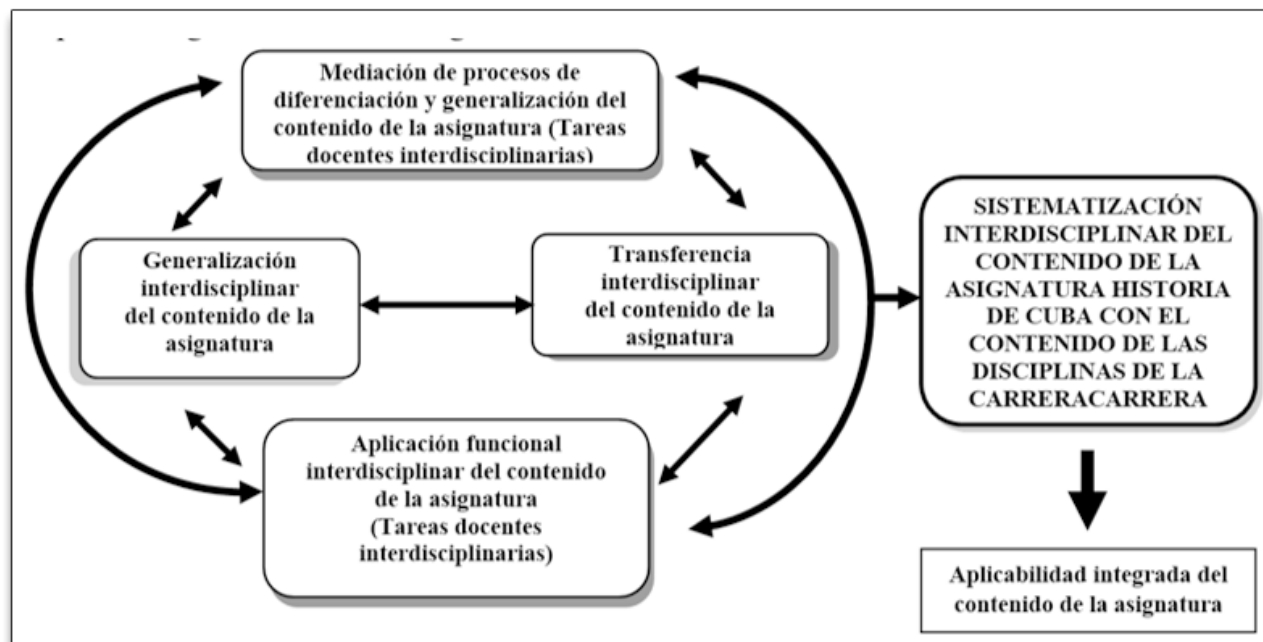 Mediación de procesos de
diferenciación y generalización del
contenido de la asignatura (Tareas
docentes interdisciplinarias)
Generalización
interdisciplinar
del contenido de la
asignatura
Transferencia
interdisciplinar
del contenido de la
asignatura
Aplicación funcional
interdisciplinar del contenido
de la asignatura
(Tareas docentes
interdisciplinarias)
SISTEMATIZACIÓN
INTERDISCIPLINAR DEL
CONTENIDO DE LA
ASIGNATURA HISTORIA
DE CUBA CON EL
CONTENIDO DE LAS
DISCIPLINAS DE LA
CARRERACARRERA
Aplicabilidad integrada del
contenido de la asignatura